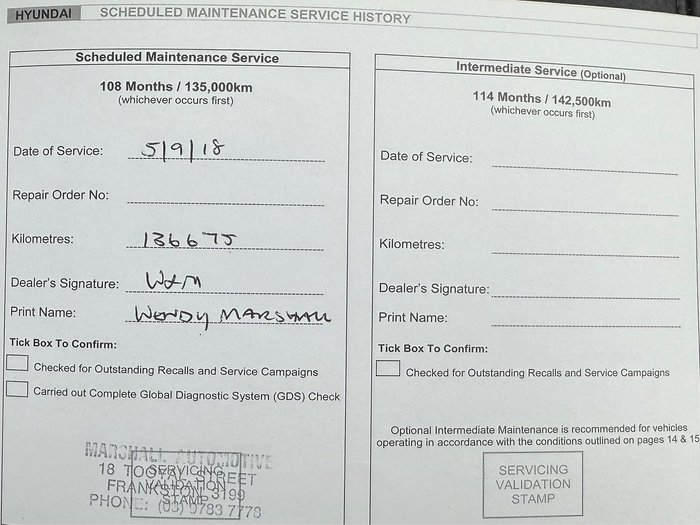 HYUNDAI SCHEDULED MAINTENANCE SERVICE HISTORY
Scheduled Maintenance Service
108 Months / 135,000km
(whichever occurs first)
Date of Service: 5/9/18
Repair Order No:
Kilometres: 136675
Dealer's Signature: WLM
Print Name: WENDY MARSHALL
Tick Box To Confirm:
Checked for Outstanding Recalls and Service Campaigns
Carried out Complete Global Diagnostic System (GDS) Check
MARSHALL AUTOMOTIVE
18 STREET
FRANKSTON 3199
PHONE: (03) 9783 7778
SERVICING
VALIDATION
STAMP
Intermediate Service (Optional)
114 Months / 142,500km
(whichever occurs first)
Date of Service:
Repair Order No:
Kilometres:
Dealer's Signature:
Print Name:
Tick Box To Confirm:
Checked for Outstanding Recalls and Service Campaigns
Optional Intermediate Maintenance is recommended for vehicles
operating in accordance with the conditions outlined on pages 14 & 15
SERVICING
VALIDATION
STAMP